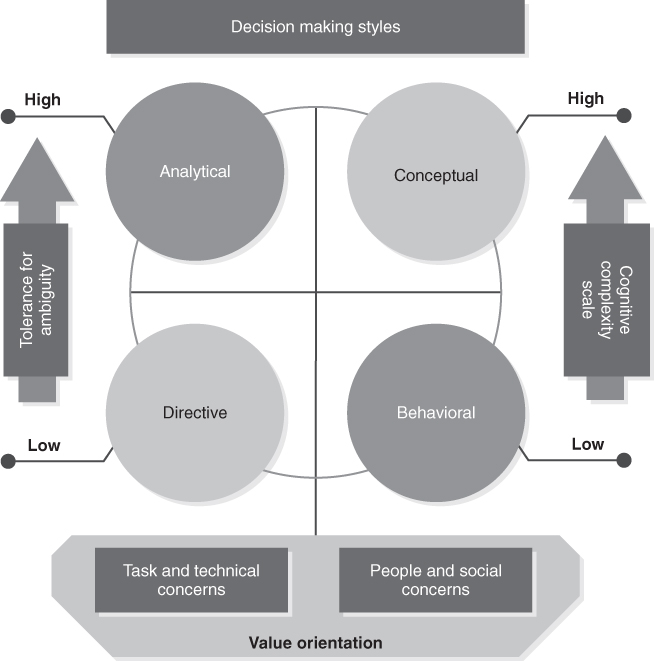 Decision making styles
High
High
Analytical
Conceptual
Tolerance for
ambiguity
Cognitive
complexity
scale
Directive
Behavioral
Low
Low
Task and technical
concerns
People and social
concerns
Value orientation